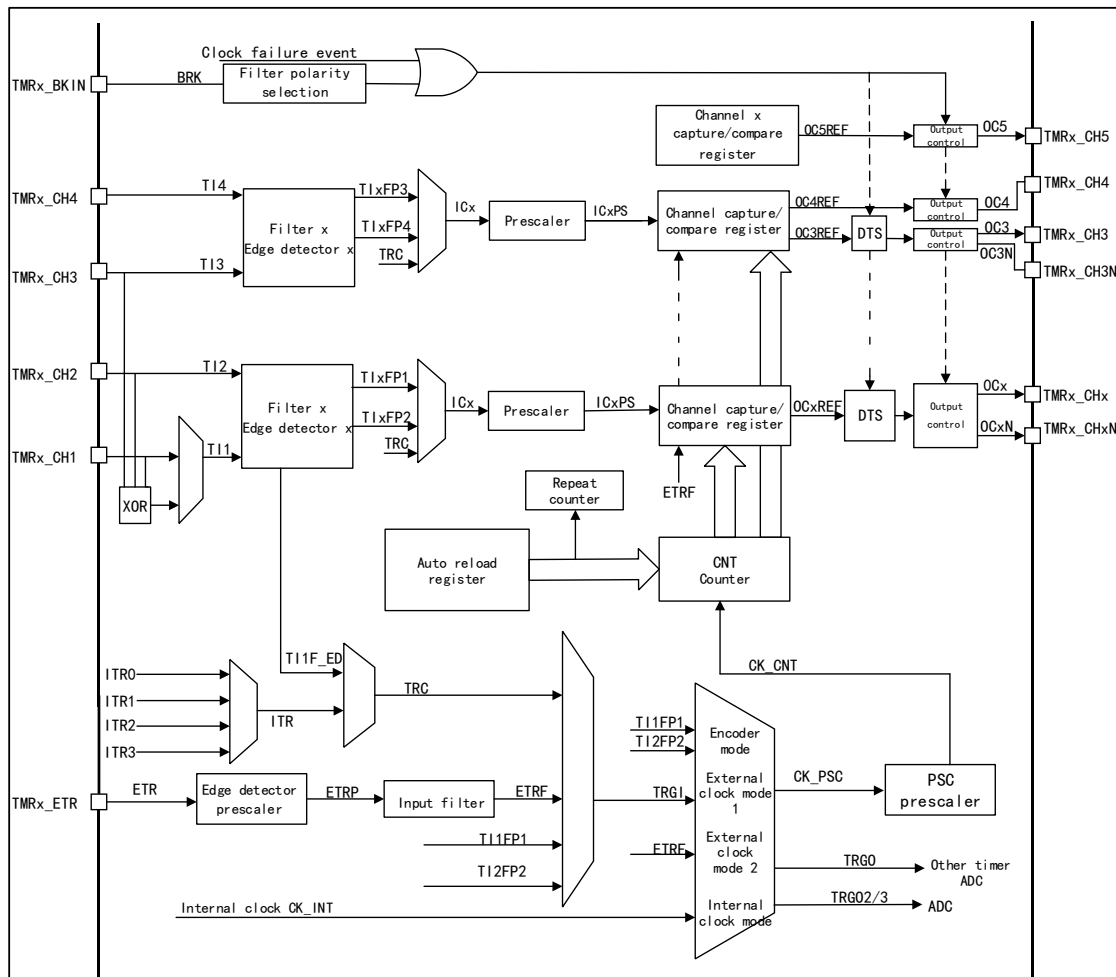 Clock failure event
TMRx_BKIN
BRK
Filter polarity
selection
Channel x
capture/compare
register
OC5REF
Output
control
OC5
TMRx_CH5
TMRx_CH4
TI4
TIxFP3
ICx
Prescaler
ICxPS
Channel capture/
compare register
OC4REF
Output
control
OC4
TMRx_CH4
Filter x
Edge detector x
TIxFP4
TRC
OC3REF
DTS
Output
control
OC3
TMRx_CH3
OC3N
TMRx_CH3N
TMRx_CH3
TI3
TMRx_CH2
TI2
TIxFP1
ICx
Prescaler
ICxPS
Channel capture/
compare register
OCxREF
DTS
Output
control
OCx
TMRx_CHx
OCxN
TMRx_CHxN
Filter x
Edge detector x
TIxFP2
TRC
TMRx_CH1
TI1
XOR
ETRF
Repeat
counter
Auto reload
register
CNT
Counter
TI1F_ED
CK_CNT
ITR0
ITR1
ITR2
ITR3
ITR
TRC
TI1FP1
TI2FP2
Encoder
mode
TMRx_ETR
ETR
Edge detector
prescaler
ETRP
Input filter
ETRF
TRGI
External
clock mode
1
CK_PSC
PSC
prescaler
TI1FP1
TI2FP2
ETRF
External
clock
mode 2
TRGO
Other timer
ADC
Internal clock CK_INT
Internal
clock mode
TRGO2/3
ADC